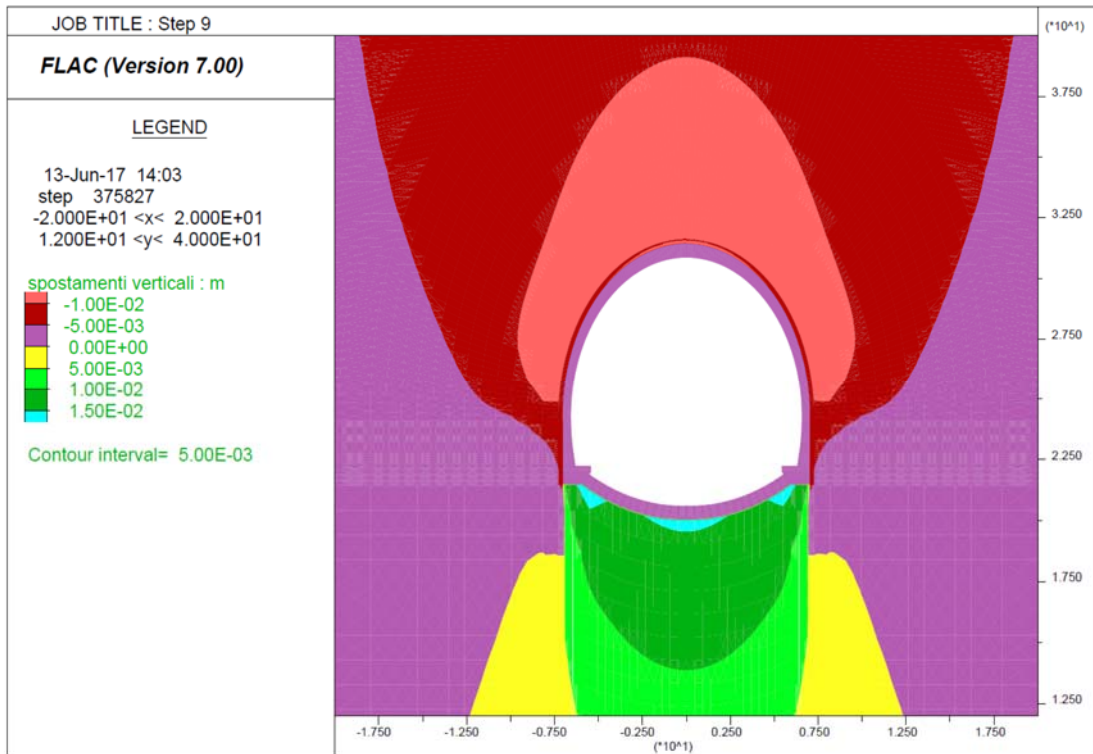 JOB TITLE : Step 9
FLAC (Version 7.00)
LEGEND
13-Jun-17 14:03
step 375827
-2.000E+01 <x< 2.000E+01
1.200E+01 <y< 4.000E+01
spostamenti verticali : m
-1.00E-02
-5.00E-03
0.00E+00
5.00E-03
1.00E-02
1.50E-02
Contour interval= 5.00E-03
(*10^1)
3.750
3.250
2.750
2.250
1.750
1.250
-1.750 -1.250 -0.750 -0.250 0.250 0.750 1.250 1.750
(*10^1)